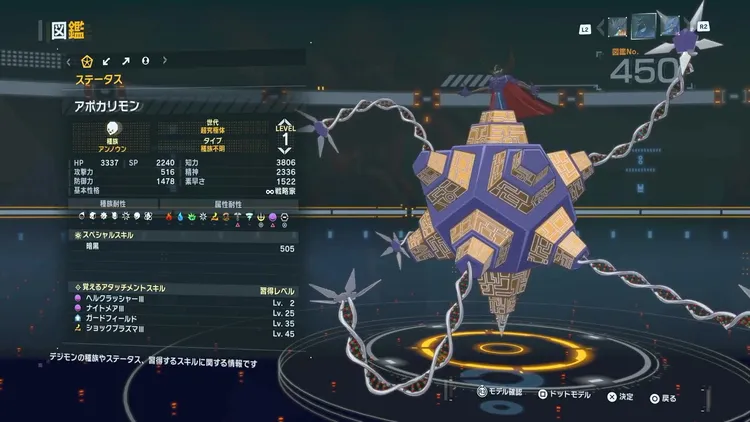 図鑑
L2
R2
図鑑No.
450
ステータス
アポカリモン
種族
アンノウン
世代
超究極体
タイプ
種族不明
LEVEL
1
HP 3337 SP 2240 知力 3806
攻撃力 516 精神 2336
防御力 1478 素早さ 1522
基本性格 戦略家
種族耐性 属性耐性
スペシャルスキル
暗黒 505
覚えるアタッチメントスキル 習得レベル
ヘルクラッシャーIII Lv. 2
ナイトメアIII Lv. 25
ガードフィールド Lv. 35
ショックプラズマIII Lv. 45
デジモンの種族やステータス、習得するスキルに関する情報です
R3 モデル確認 ドットモデル 決定 戻る